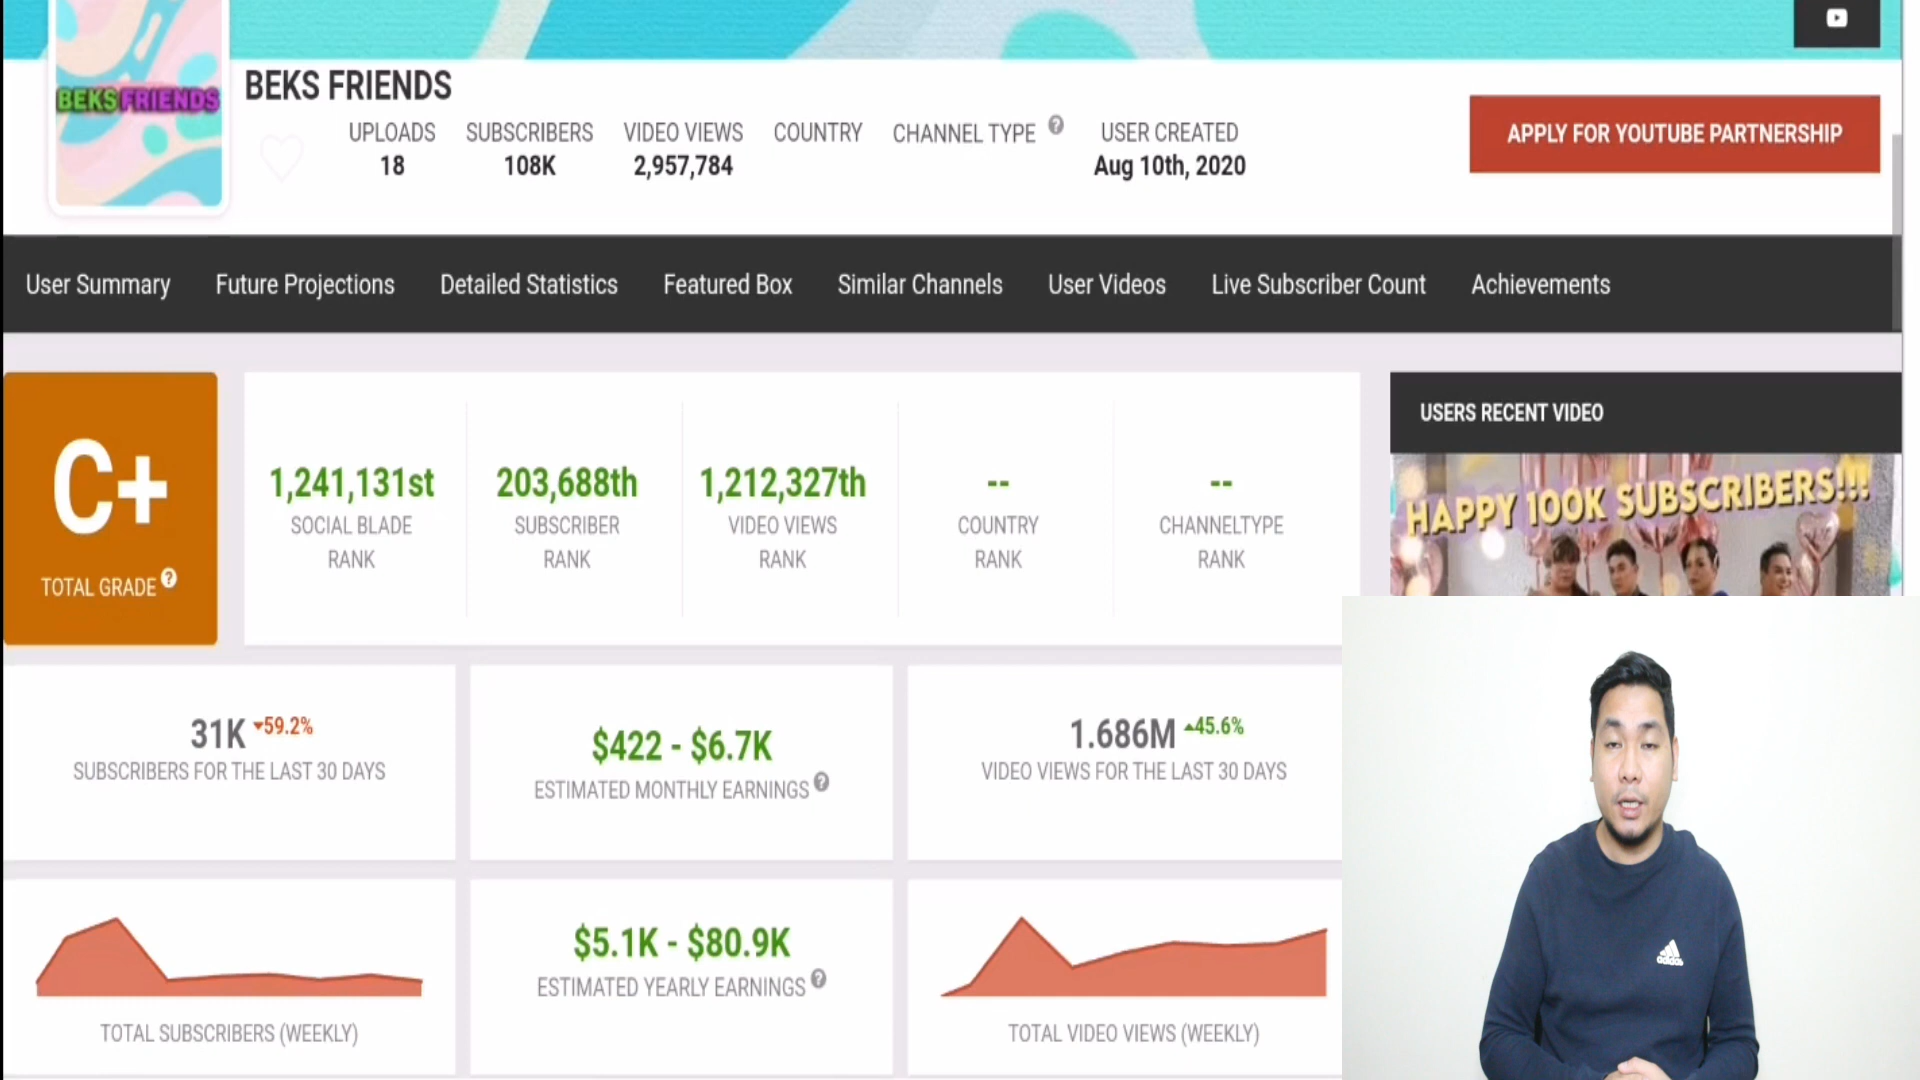 BEKS FRIENDS
BEKS FRIENDS
UPLOADS
18
SUBSCRIBERS
108K
VIDEO VIEWS
2,957,784
COUNTRY
CHANNEL TYPE ?
USER CREATED
Aug 10th, 2020
APPLY FOR YOUTUBE PARTNERSHIP
User Summary
Future Projections
Detailed Statistics
Featured Box
Similar Channels
User Videos
Live Subscriber Count
Achievements
C+
TOTAL GRADE ?
1,241,131st
SOCIAL BLADE
RANK
203,688th
SUBSCRIBER
RANK
1,212,327th
VIDEO VIEWS
RANK
--
COUNTRY
RANK
--
CHANNELTYPE
RANK
USERS RECENT VIDEO
HAPPY 100K SUBSCRIBERS!!!
31K 59.2%
SUBSCRIBERS FOR THE LAST 30 DAYS
$422 - $6.7K
ESTIMATED MONTHLY EARNINGS ?
1.686M 45.6%
VIDEO VIEWS FOR THE LAST 30 DAYS
TOTAL SUBSCRIBERS (WEEKLY)
$5.1K - $80.9K
ESTIMATED YEARLY EARNINGS ?
TOTAL VIDEO VIEWS (WEEKLY)
adidas